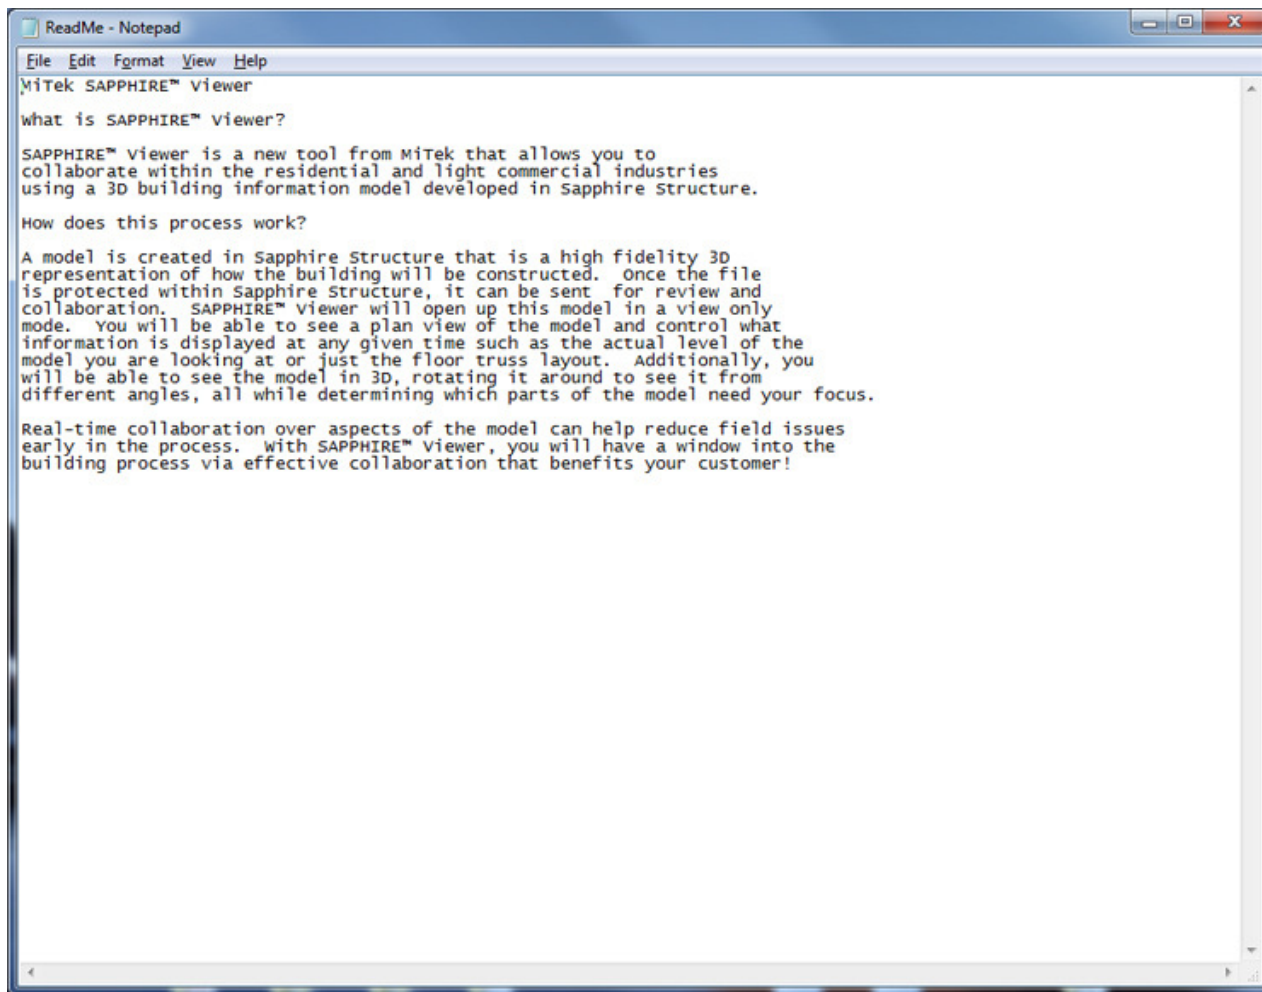 ReadMe - Notepad
File Edit Format View Help
MiTek SAPPHIRE™ Viewer
What is SAPPHIRE™ Viewer?
SAPPHIRE™ Viewer is a new tool from MiTek that allows you to
collaborate within the residential and light commercial industries
using a 3D building information model developed in Sapphire Structure.
How does this process work?
A model is created in Sapphire Structure that is a high fidelity 3D
representation of how the building will be constructed.  Once the file
is protected within Sapphire Structure, it can be sent  for review and
collaboration.  SAPPHIRE™ Viewer will open up this model in a view only
mode.  You will be able to see a plan view of the model and control what
information is displayed at any given time such as the actual level of the
model you are looking at or just the floor truss layout.  Additionally, you
will be able to see the model in 3D, rotating it around to see it from
different angles, all while determining which parts of the model need your focus.
Real-time collaboration over aspects of the model can help reduce field issues
early in the process.  With SAPPHIRE™ Viewer, you will have a window into the
building process via effective collaboration that benefits your customer!